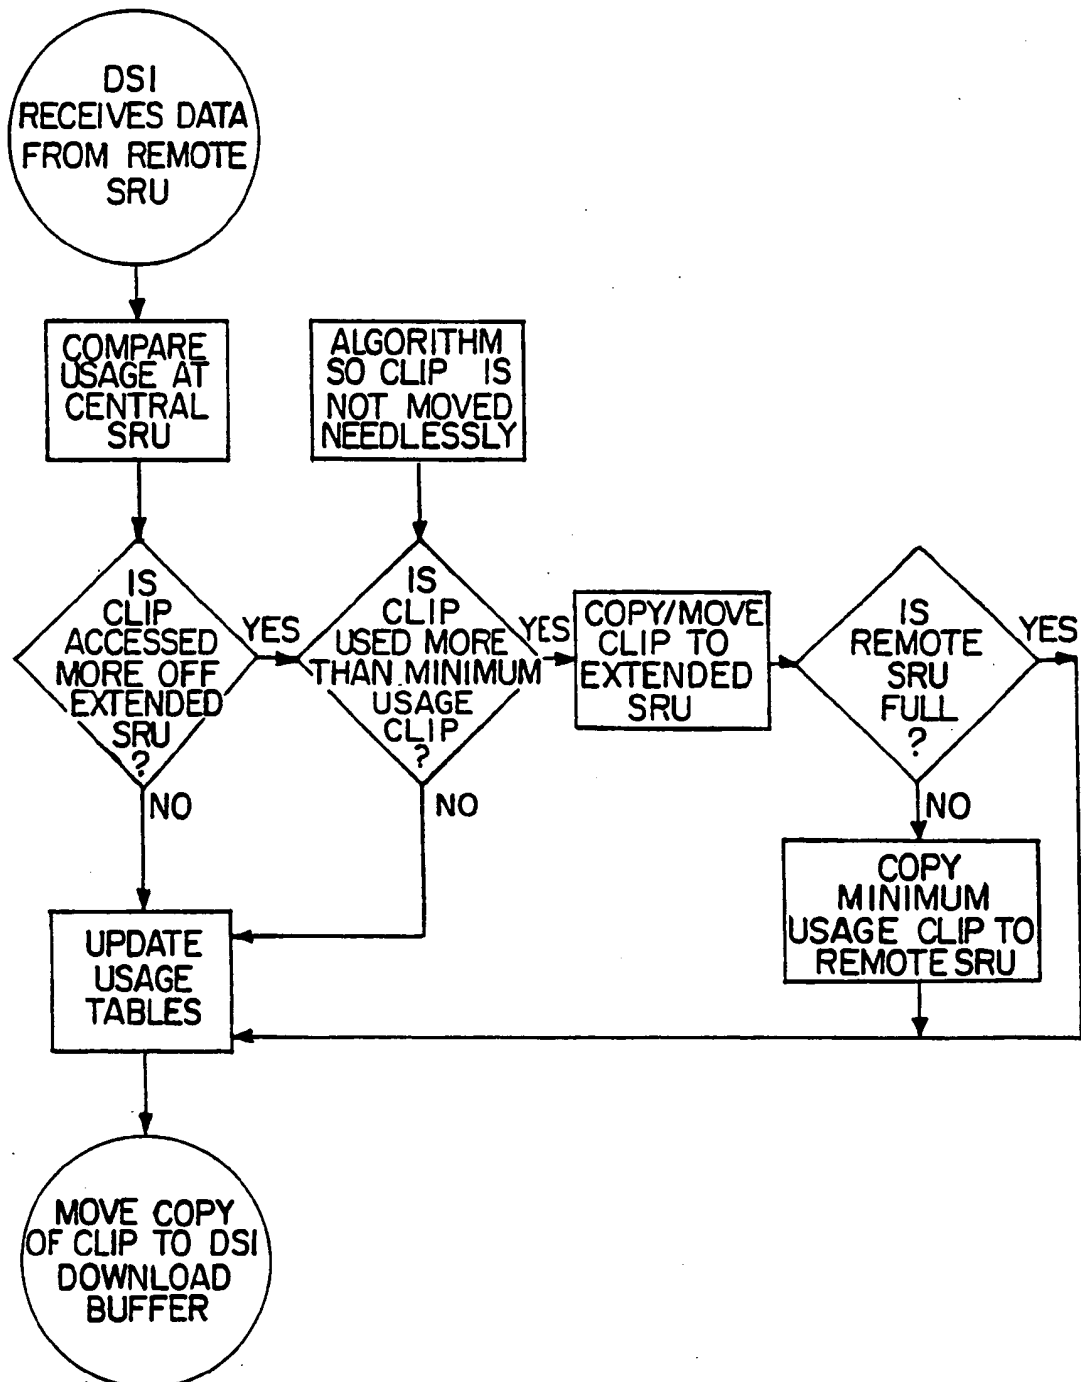 DSI
RECEIVES DATA
FROM REMOTE
SRU
COMPARE
USAGE AT
CENTRAL
SRU
ALGORITHM
SO CLIP IS
NOT MOVED
NEEDLESSLY
IS
CLIP
ACCESSED
MORE OFF
EXTENDED
SRU
?
YES
NO
IS
CLIP
USED MORE
THAN MINIMUM
USAGE
CLIP
?
YES
NO
COPY/MOVE
CLIP TO
EXTENDED
SRU
IS
REMOTE
SRU
FULL
?
YES
NO
COPY
MINIMUM
USAGE CLIP TO
REMOTE SRU
UPDATE
USAGE
TABLES
MOVE COPY
OF CLIP TO DSI
DOWNLOAD
BUFFER